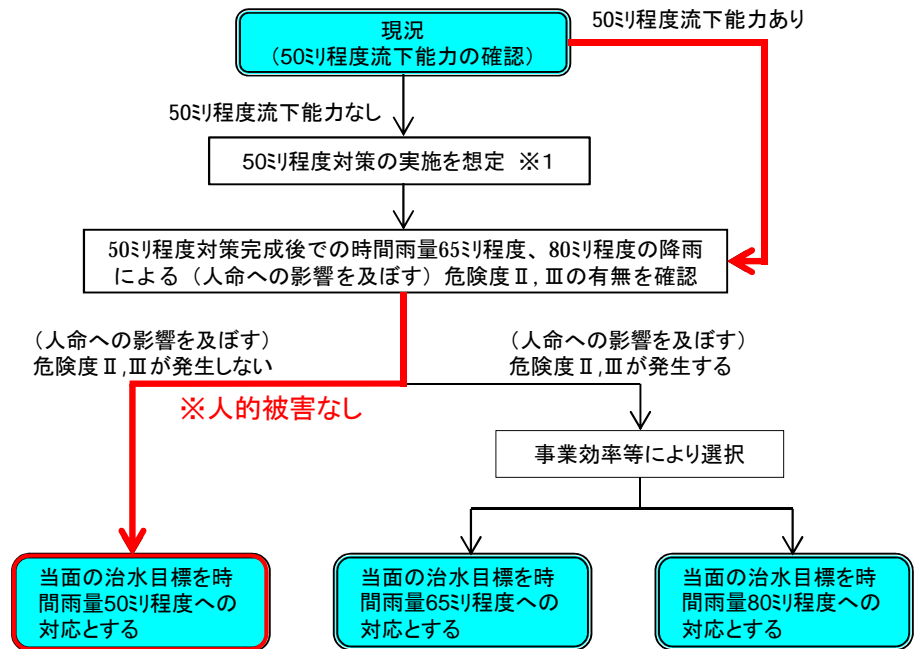 現況
(50ミリ程度流下能力の確認)
50ミリ程度流下能力あり
50ミリ程度流下能力なし
50ミリ程度対策の実施を想定 ※1
50ミリ程度対策完成後での時間雨量65ミリ程度、80ミリ程度の降雨
による(人命への影響を及ぼす)危険度Ⅱ,Ⅲの有無を確認
(人命への影響を及ぼす)
危険度Ⅱ,Ⅲが発生しない
※人的被害なし
(人命への影響を及ぼす)
危険度Ⅱ,Ⅲが発生する
事業効率等により選択
当面の治水目標を時
間雨量50ミリ程度への
対応とする
当面の治水目標を時
間雨量65ミリ程度への
対応とする
当面の治水目標を時
間雨量80ミリ程度への
対応とする